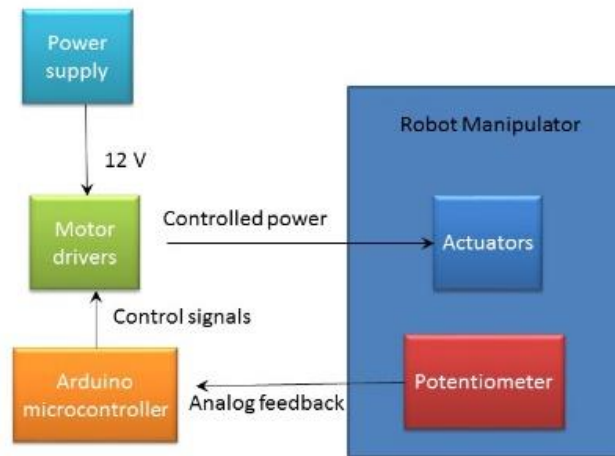 Power
supply
Robot Manipulator
12 V
Motor
drivers
Controlled power
Actuators
Control signals
Arduino
microcontroller
Analog feedback
Potentiometer